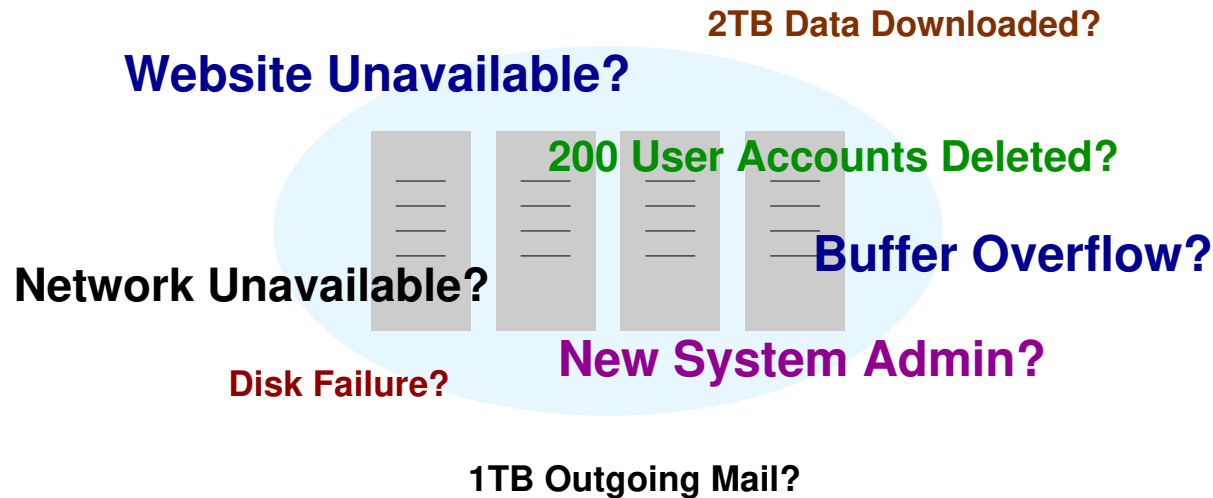 2TB Data Downloaded?
Website Unavailable?
200 User Accounts Deleted?
Buffer Overflow?
Network Unavailable?
New System Admin?
Disk Failure?
1TB Outgoing Mail?